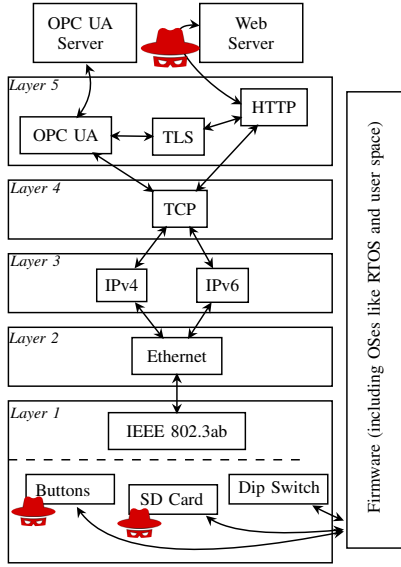 OPC UA
Server
Web
Server
Layer 5
HTTP
OPC UA
TLS
Layer 4
TCP
Layer 3
IPv4
IPv6
Layer 2
Ethernet
Layer 1
IEEE 802.3ab
Buttons
SD Card
Dip Switch
Firmware (including OSes like RTOS and user space)